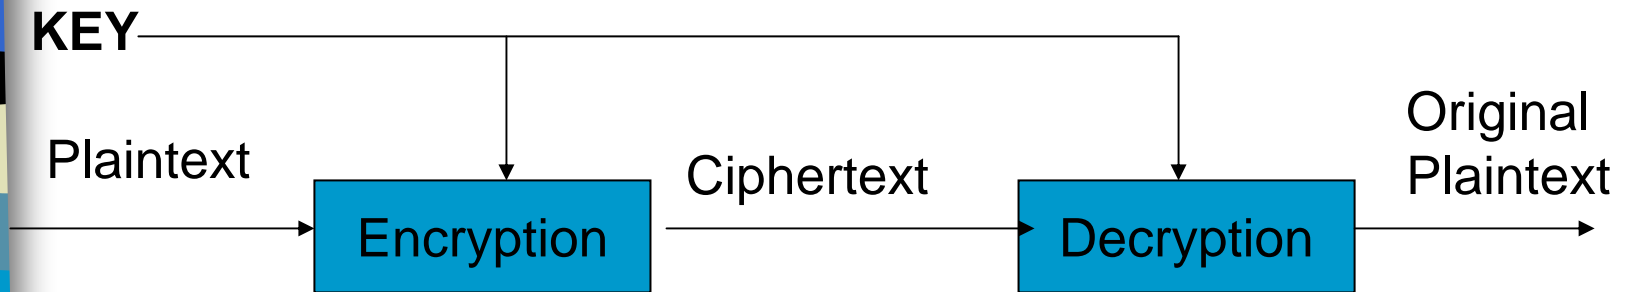 KEY
Plaintext
Encryption
Ciphertext
Decryption
Original
Plaintext